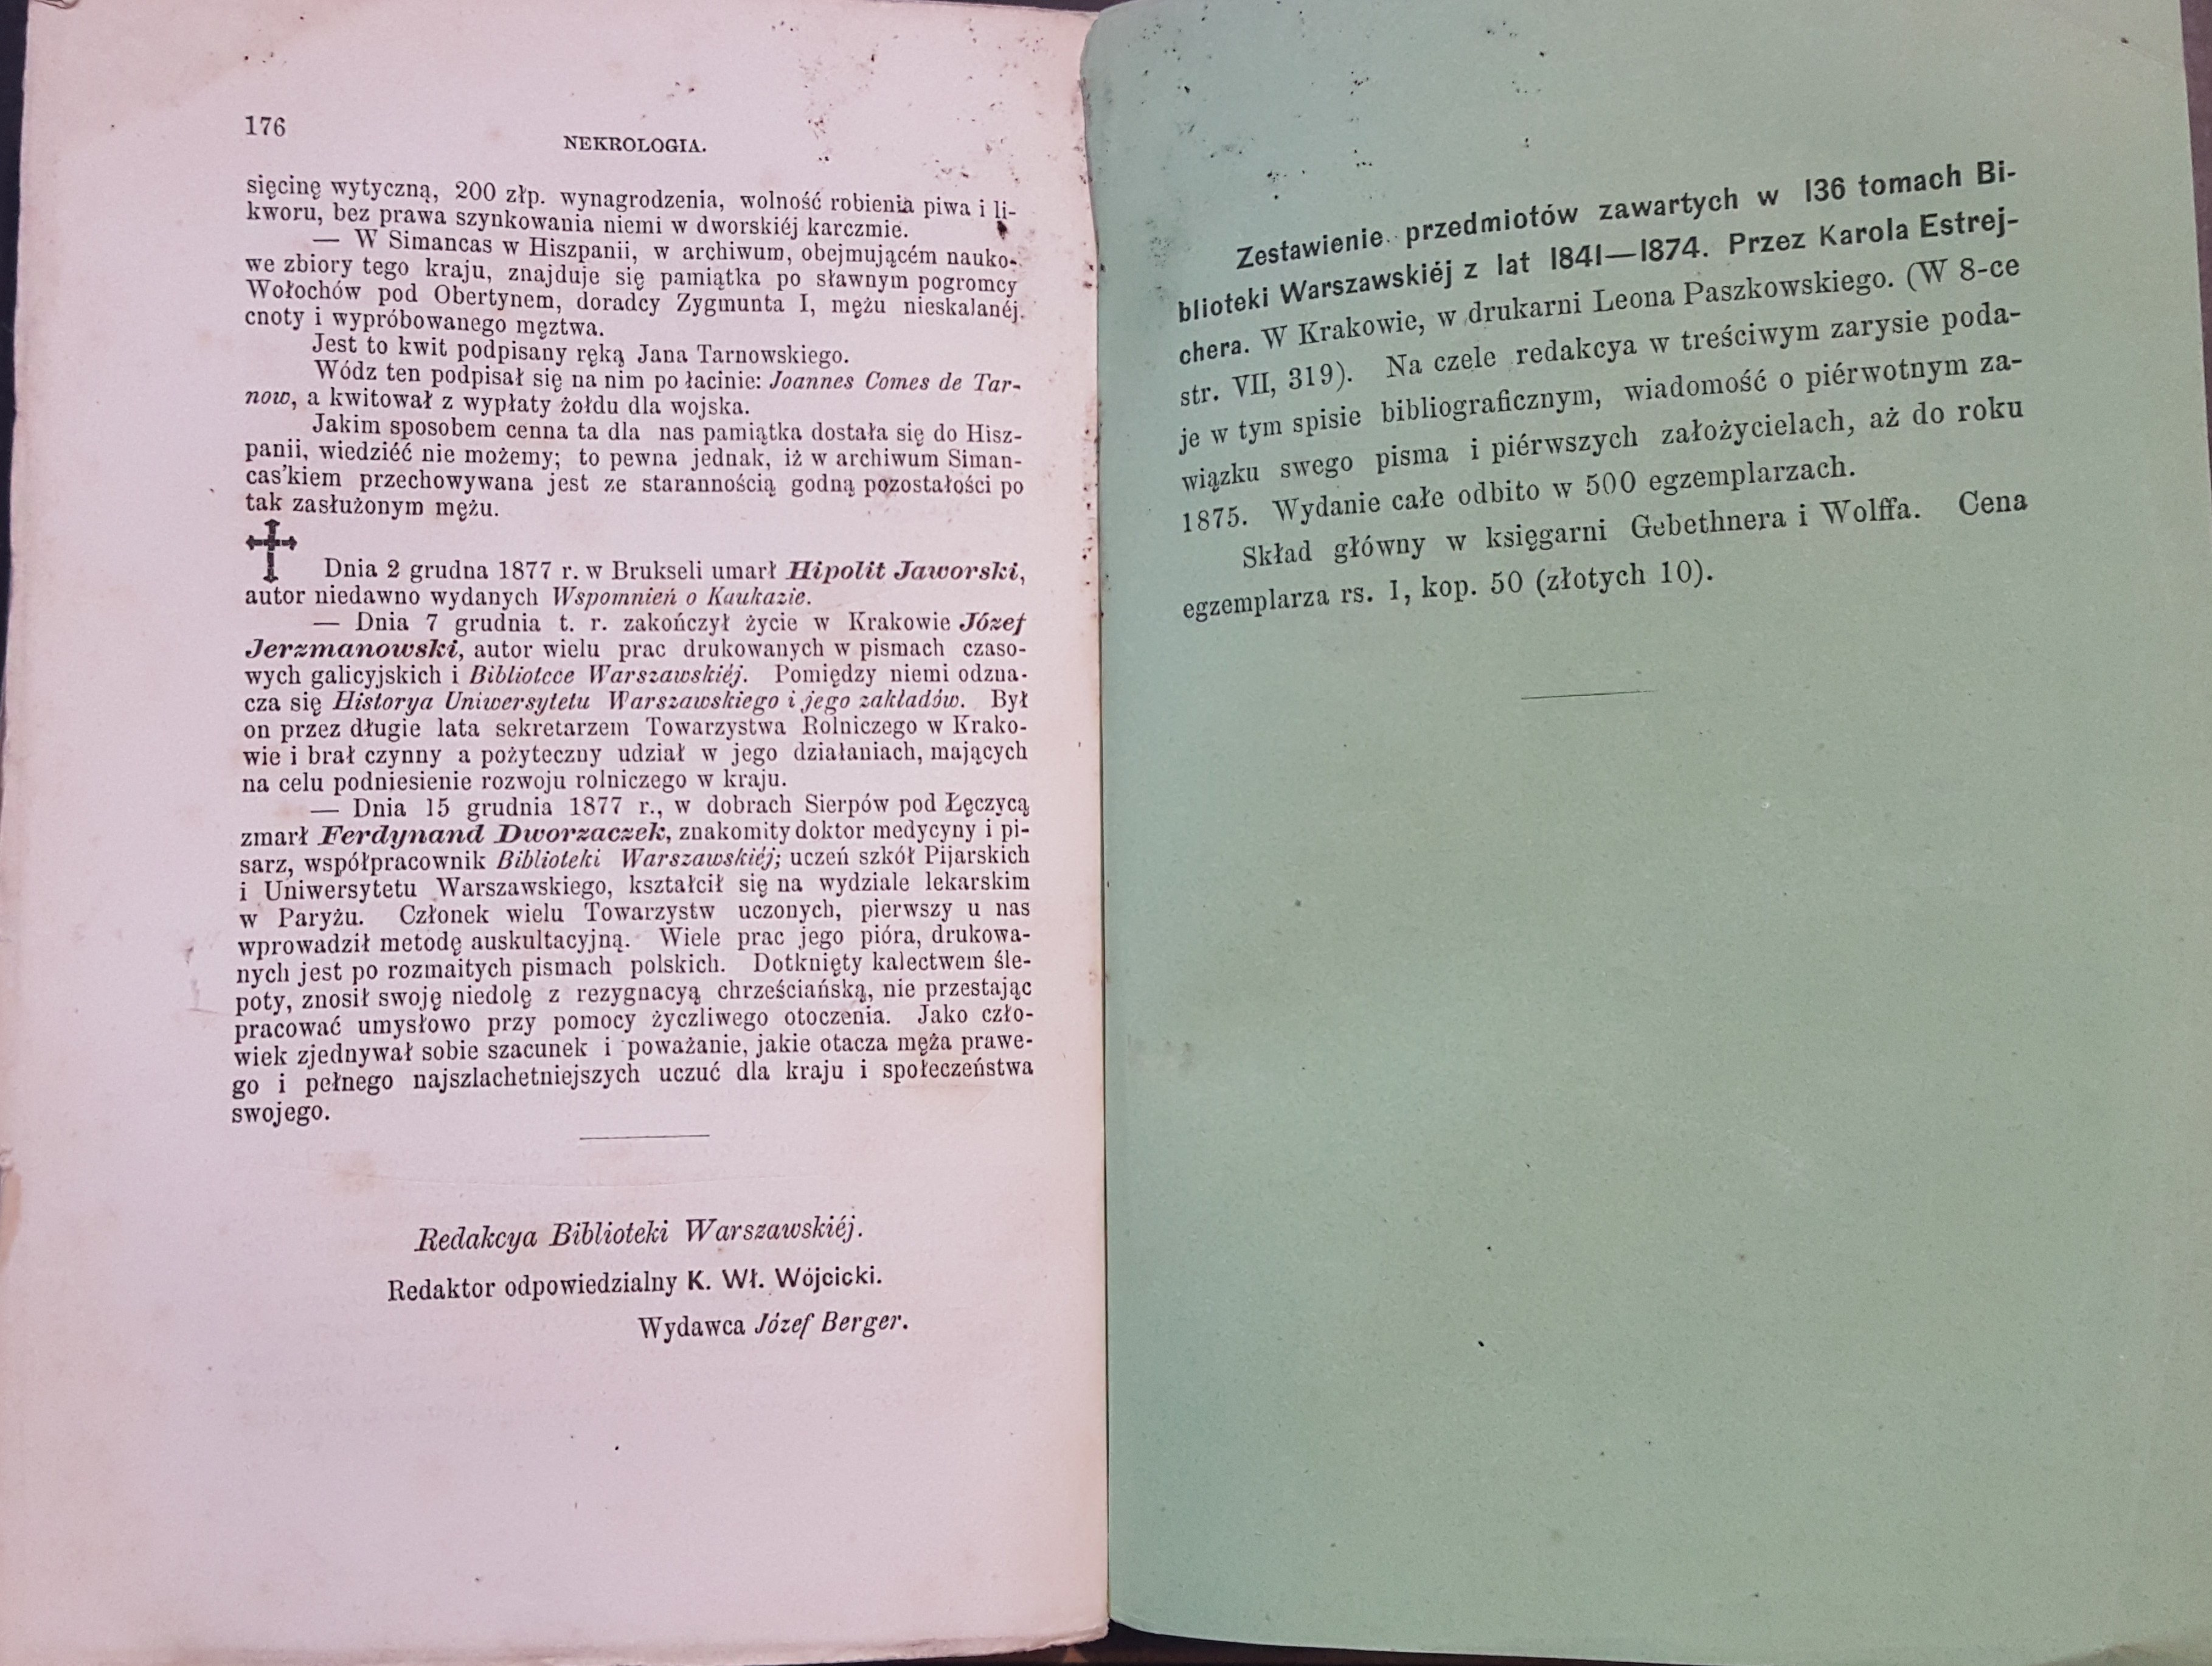 176
NEKROLOGIA.
sięcinę wytyczną, 200 złp. wynagrodzenia, wolność robienia piwa i li-
kworu, bez prawa szynkowania niemi w dworskiéj karczmie.
— W Simancas w Hiszpanii, w archiwum, obejmującém nauko-
we zbiory tego kraju, znajduje się pamiątka po sławnym pogromcy
Wołochów pod Obertynem, doradcy Zygmunta I, mężu nieskalanéj
cnoty i wypróbowanego męztwa.
Jest to kwit podpisany ręką Jana Tarnowskiego.
Wódz ten podpisał się na nim po łacinie: Joannes Comes de Tar-
now, a kwitował z wypłaty żołdu dla wojska.
Jakim sposobem cenna ta dla nas pamiątka dostała się do Hisz-
panii, wiedziéć nie możemy; to pewna jednak, iż w archiwum Siman-
cas'kiem przechowywana jest ze starannością godną pozostałości po
tak zasłużonym mężu.
Dnia 2 grudna 1877 r. w Brukseli umarł Hipolit Jaworski,
autor niedawno wydanych Wspomnień o Kaukazie.
— Dnia 7 grudnia t. r. zakończył życie w Krakowie Józef
Jerzmanowski, autor wielu prac drukowanych w pismach czaso-
wych galicyjskich i Bibliotece Warszawskiéj. Pomiędzy niemi odzna-
cza się Historya Uniwersytetu Warszawskiego i jego zakładów. Był
on przez długie lata sekretarzem Towarzystwa Rolniczego w Krako-
wie i brał czynny a pożyteczny udział w jego działaniach, mających
na celu podniesienie rozwoju rolniczego w kraju.
— Dnia 15 grudnia 1877 r., w dobrach Sierpów pod Łęczycą
zmarł Ferdynand Dworzaczek, znakomity doktor medycyny i pi-
sarz, współpracownik Biblioteki Warszawskiéj; uczeń szkół Pijarskich
i Uniwersytetu Warszawskiego, kształcił się na wydziale lekarskim
w Paryżu. Członek wielu Towarzystw uczonych, pierwszy u nas
wprowadził metodę auskultacyjną. Wiele prac jego pióra, drukowa-
nych jest po rozmaitych pismach polskich. Dotknięty kalectwem śle-
poty, znosił swoję niedolę z rezygnacyą chrześciańską, nie przestając
pracować umysłowo przy pomocy życzliwego otoczenia. Jako czło-
wiek zjednywał sobie szacunek i poważanie, jakie otacza męża prawe-
go i pełnego najszlachetniejszych uczuć dla kraju i społeczeństwa
swojego.
Redakcya Biblioteki Warszawskiéj.
Redaktor odpowiedzialny K. Wł. Wójcicki.
Wydawca Józef Berger.
Zestawienie przedmiotów zawartych w 136 tomach Bi-
blioteki Warszawskiéj z lat 1841—1874. Przez Karola Estrej-
chera. W Krakowie, w drukarni Leona Paszkowskiego. (W 8-ce
str. VII, 319). Na czele redakcya w treściwym zarysie poda-
je w tym spisie bibliograficznym, wiadomość o piérwotnym za-
wiązku swego pisma i piérwszych założycielach, aż do roku
1875. Wydanie całe odbito w 500 egzemplarzach.
Skład główny w księgarni Gebethnera i Wolffa. Cena
egzemplarza rs. 1, kop. 50 (złotych 10).